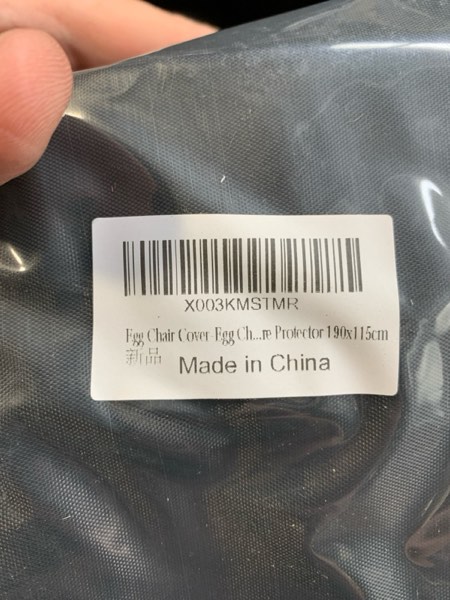 X003KMSTMR
Egg Chair Cover-Egg Ch...re Protector 190x115cm
新品
Made in China